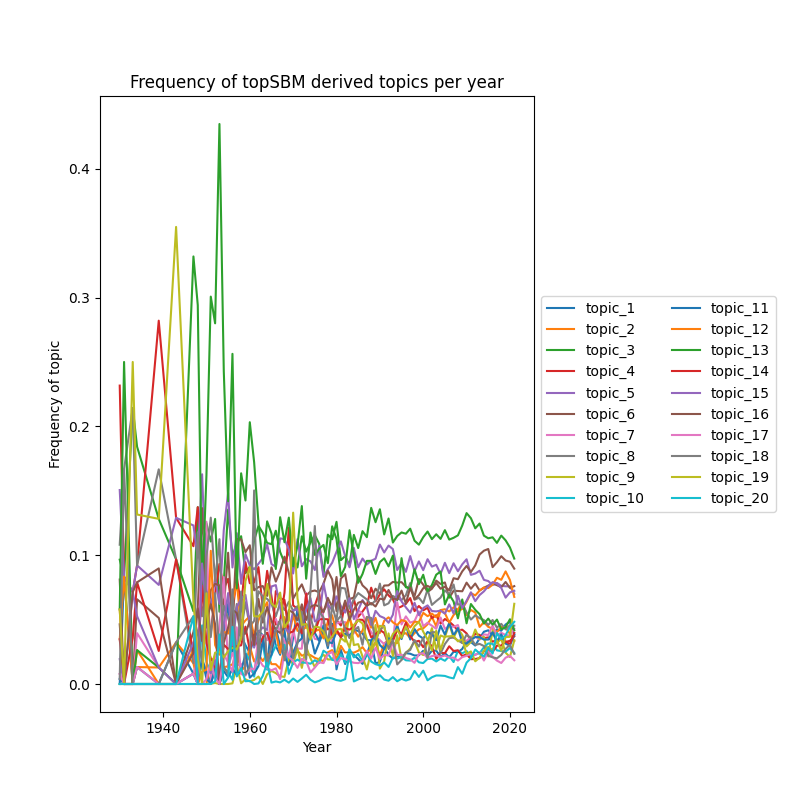 Frequency of topSBM derived topics per year
Frequency of topic
0.4
0.3
0.2
0.1
0.0
1940 1960 1980 2000 2020
Year
topic_1 topic_11
topic_2 topic_12
topic_3 topic_13
topic_4 topic_14
topic_5 topic_15
topic_6 topic_16
topic_7 topic_17
topic_8 topic_18
topic_9 topic_19
topic_10 topic_20